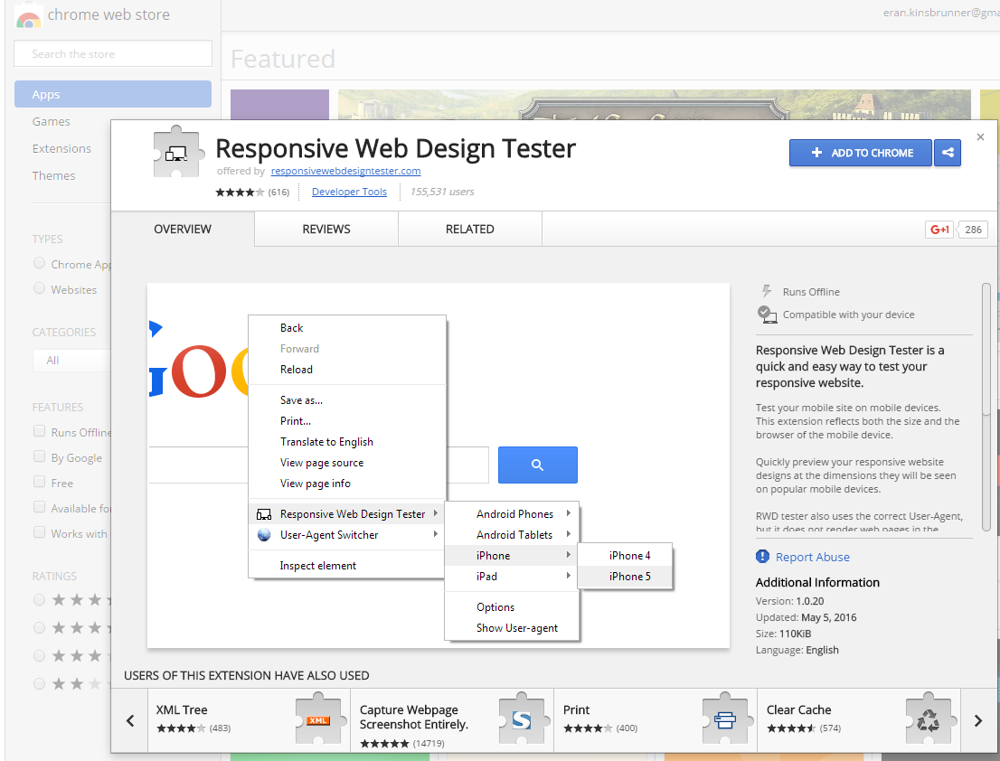 chrome web store
eran.kinsbrunner@gma
Search the store
Featured
Apps
Games
Extensions
Themes
TYPES
Chrome App
Websites
CATEGORIES
All
FEATURES
Runs Offline
By Google
Free
Available fo
Works with
RATINGS
Responsive Web Design Tester
offered by responsivewebdesigntester.com
(616) Developer Tools 155,531 users
+ ADD TO CHROME
OVERVIEW REVIEWS RELATED
G+1 286
Back
Forward
Reload
Save as...
Print...
Translate to English
View page source
View page info
Responsive Web Design Tester
User-Agent Switcher
Inspect element
Android Phones
Android Tablets
iPhone
iPad
Options
Show User-agent
iPhone 4
iPhone 5
Runs Offline
Compatible with your device
Responsive Web Design Tester is a
quick and easy way to test your
responsive website.
Test your mobile site on mobile devices.
This extension reflects both the size and the
browser of the mobile device.
Quickly preview your responsive website
designs at the dimensions they will be seen
on popular mobile devices.
RWD tester also uses the correct User-Agent,
but it does not render web pages in the
Report Abuse
Additional Information
Version: 1.0.20
Updated: May 5, 2016
Size: 110KiB
Language: English
USERS OF THIS EXTENSION HAVE ALSO USED
XML Tree
(483)
XML
Capture Webpage
Screenshot Entirely.
(14719)
S
Print
(400)
Clear Cache
(574)